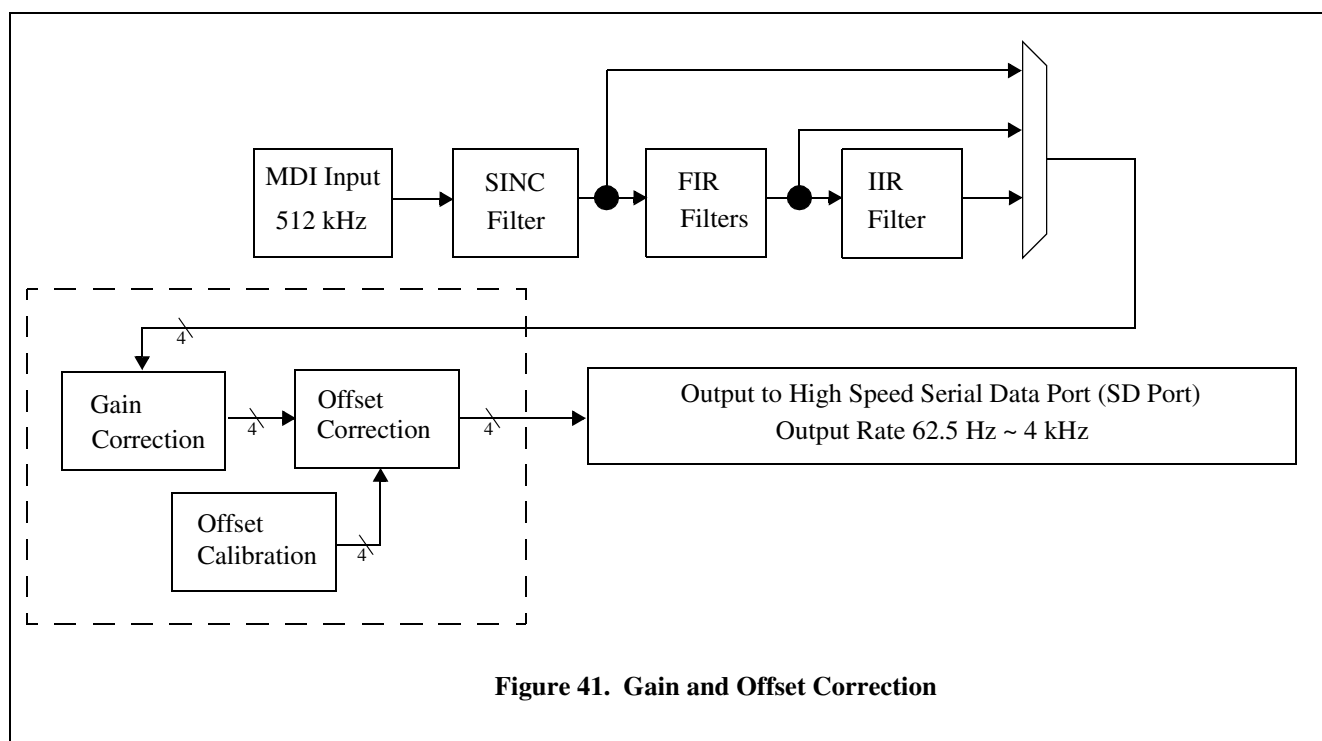 MDI Input
512 kHz
SINC
Filter
FIR
Filters
IIR
Filter
4
Gain
Correction
4
Offset
Correction
4
Output to High Speed Serial Data Port (SD Port)
Output Rate 62.5 Hz ~ 4 kHz
Offset
Calibration
4
Figure 41. Gain and Offset Correction